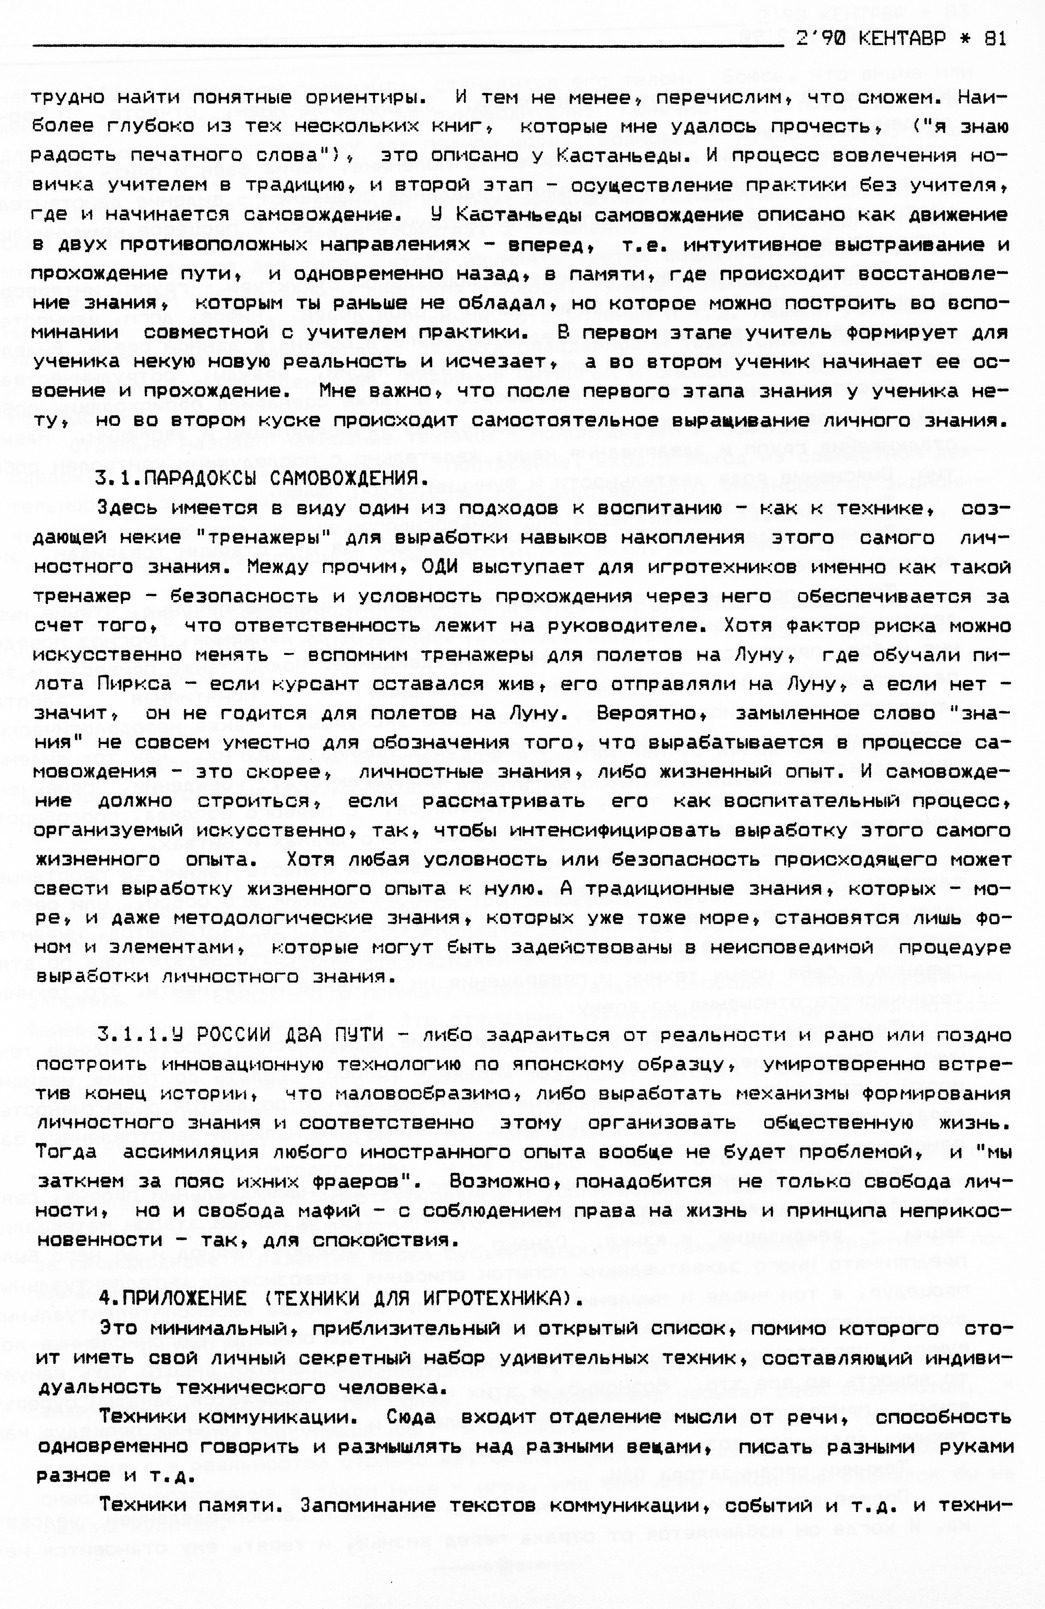 2'90 КЕНТАВР * 81
трудно найти понятные ориентиры. И тем не менее, перечислим, что сможем. Наи-
более глубоко из тех нескольких книг, которые мне удалось прочесть, ("я знаю
радость печатного слова"), это описано у Кастаньеды. И процесс вовлечения но-
вичка учителем в традицию, и второй этап - осуществление практики без учителя,
где и начинается самовождение. У Кастаньеды самовождение описано как движение
в двух противоположных направлениях - вперед, т.е. интуитивное выстраивание и
прохождение пути, и одновременно назад, в памяти, где происходит восстановле-
ние знания, которым ты раньше не обладал, но которое можно построить во вспо-
минании совместной с учителем практики. В первом этапе учитель формирует для
ученика некую новую реальность и исчезает, а во втором ученик начинает ее ос-
воение и прохождение. Мне важно, что после первого этапа знания у ученика не-
ту, но во втором куске происходит самостоятельное выращивание личного знания.
3.1.ПАРАДОКСЫ САМОВОЖДЕНИЯ.
Здесь имеется в виду один из подходов к воспитанию - как к технике, соз-
дающей некие "тренажеры" для выработки навыков накопления этого самого лич-
ностного знания. Между прочим, ОДИ выступает для игротехников именно как такой
тренажер - безопасность и условность прохождения через него обеспечивается за
счет того, что ответственность лежит на руководителе. Хотя фактор риска можно
искусственно менять - вспомним тренажеры для полетов на Луну, где обучали пи-
лота Пиркса - если курсант оставался жив, его отправляли на Луну, а если нет -
значит, он не годится для полетов на Луну. Вероятно, замыленное слово "зна-
ния" не совсем уместно для обозначения того, что вырабатывается в процессе са-
мовождения - это скорее, личностные знания, либо жизненный опыт. И самовожде-
ние должно строиться, если рассматривать его как воспитательный процесс,
организуемый искусственно, так, чтобы интенсифицировать выработку этого самого
жизненного опыта. Хотя любая условность или безопасность происходящего может
свести выработку жизненного опыта к нулю. А традиционные знания, которых - мо-
ре, и даже методологические знания, которых уже тоже море, становятся лишь фо-
ном и элементами, которые могут быть задействованы в неисповедимой процедуре
выработки личностного знания.
3.1.1.У РОССИИ ДВА ПУТИ - либо задраиться от реальности и рано или поздно
построить инновационную технологию по японскому образцу, умиротворенно встре-
тив конец истории, что маловообразимо, либо выработать механизмы формирования
личностного знания и соответственно этому организовать общественную жизнь.
Тогда ассимиляция любого иностранного опыта вообще не будет проблемой, и "мы
заткнем за пояс ихних фраеров". Возможно, понадобится не только свобода лич-
ности, но и свобода мафий - с соблюдением права на жизнь и принципа неприкос-
новенности - так, для спокойствия.
4.ПРИЛОЖЕНИЕ (ТЕХНИКИ ДЛЯ ИГРОТЕХНИКА).
Это минимальный, приблизительный и открытый список, помимо которого сто-
ит иметь свой личный секретный набор удивительных техник, составляющий индиви-
дуальность технического человека.
Техники коммуникации. Сюда входит отделение мысли от речи, способность
одновременно говорить и размышлять над разными вещами, писать разными руками
разное и т.д.
Техники памяти. Запоминание текстов коммуникации, событий и т.д. и техни-